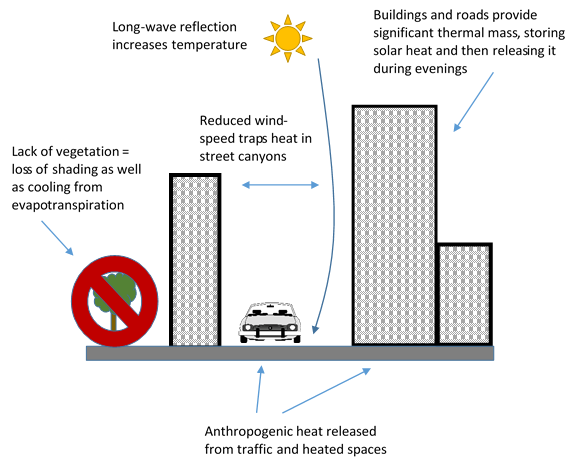 Long-wave reflection
increases temperature
Buildings and roads provide
significant thermal mass, storing
solar heat and then releasing it
during evenings
Reduced wind-
speed traps heat in
street canyons
Lack of vegetation =
loss of shading as well
as cooling from
evapotranspiration
Anthropogenic heat released
from traffic and heated spaces